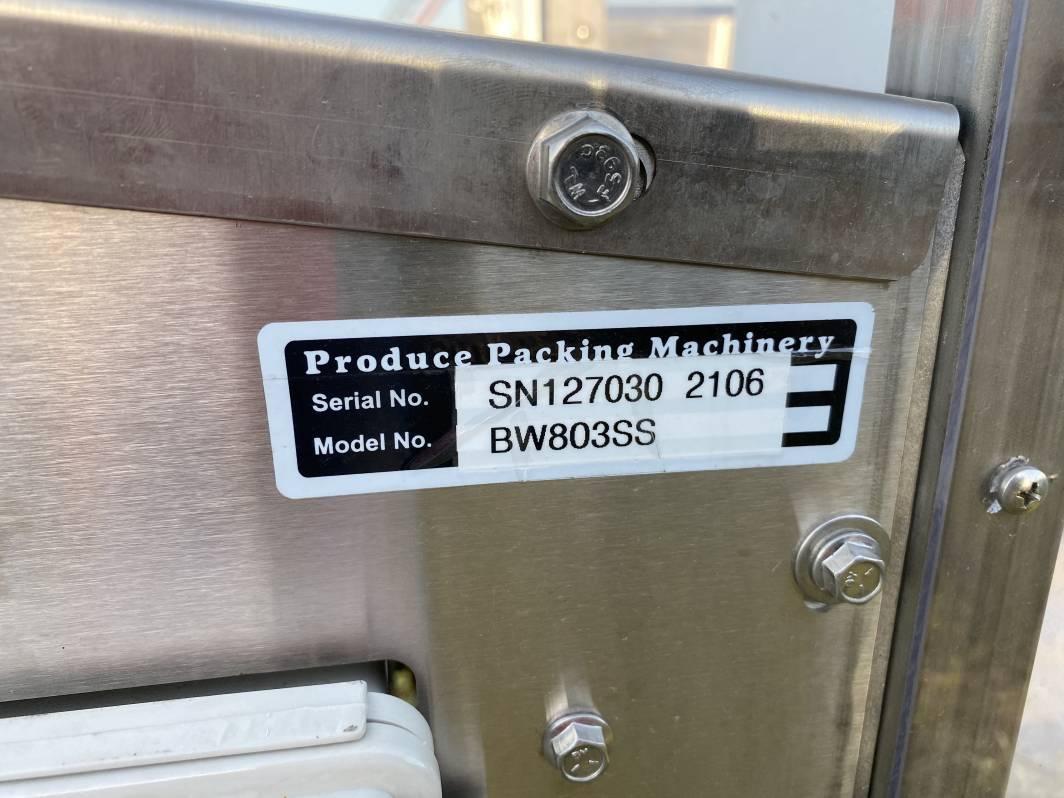 Produce Packing Machinery
Serial No. SN127030 2106
Model No. BW803SS